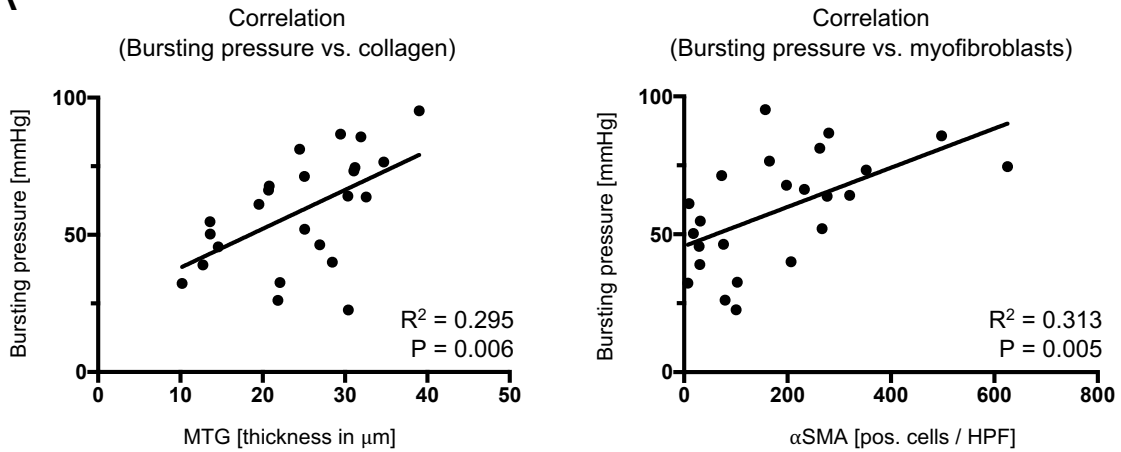 Correlation
(Bursting pressure vs. collagen)
Bursting pressure [mmHg]
100
50
0
0 10 20 30 40 50
MTG [thickness in μm]
R² = 0.295
P = 0.006
Correlation
(Bursting pressure vs. myofibroblasts)
Bursting pressure [mmHg]
100
50
0
0 200 400 600 800
αSMA [pos. cells / HPF]
R² = 0.313
P = 0.005